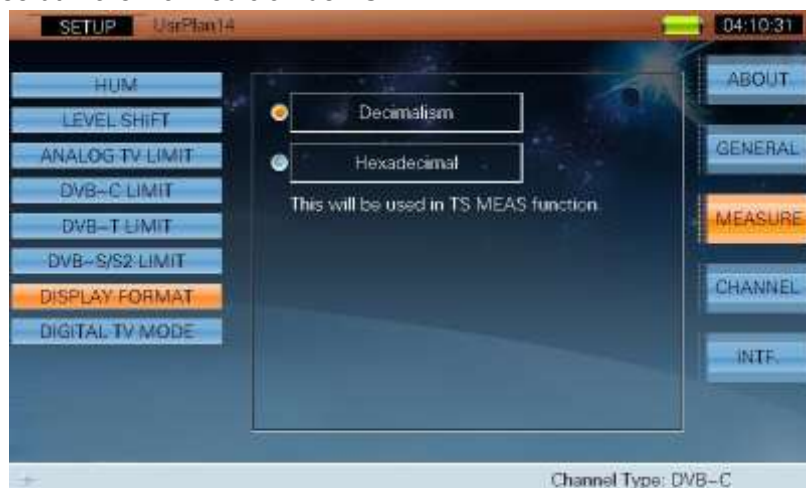 SETUP UsrPlan14 04:10:31
HUM
LEVEL SHIFT
ANALOG TV LIMIT
DVB-C LIMIT
DVB-T LIMIT
DVB-S/S2 LIMIT
DISPLAY FORMAT
DIGITAL TV MODE
Decimalism
Hexadecimal
This will be used in TS MEAS function.
ABOUT
GENERAL
MEASURE
CHANNEL
INTF.
Channel Type: DVB-C